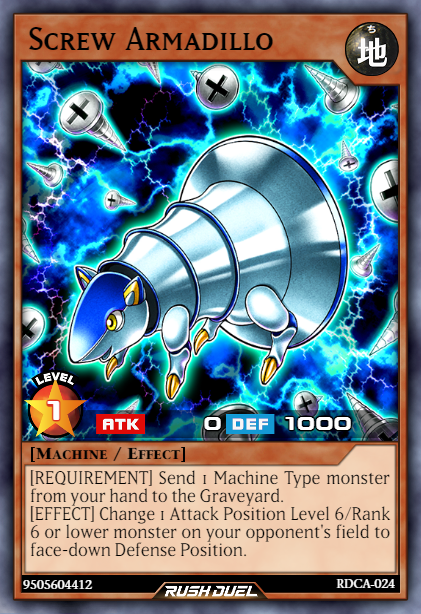 Screw Armadillo
ち
地
LEVEL
1
ATK 0 DEF 1000
[Machine / Effect]
[REQUIREMENT] Send 1 Machine Type monster
from your hand to the Graveyard.
[EFFECT] Change 1 Attack Position Level 6/Rank
6 or lower monster on your opponent's field to
face-down Defense Position.
9505604412
RUSH DUEL
RDCA-024